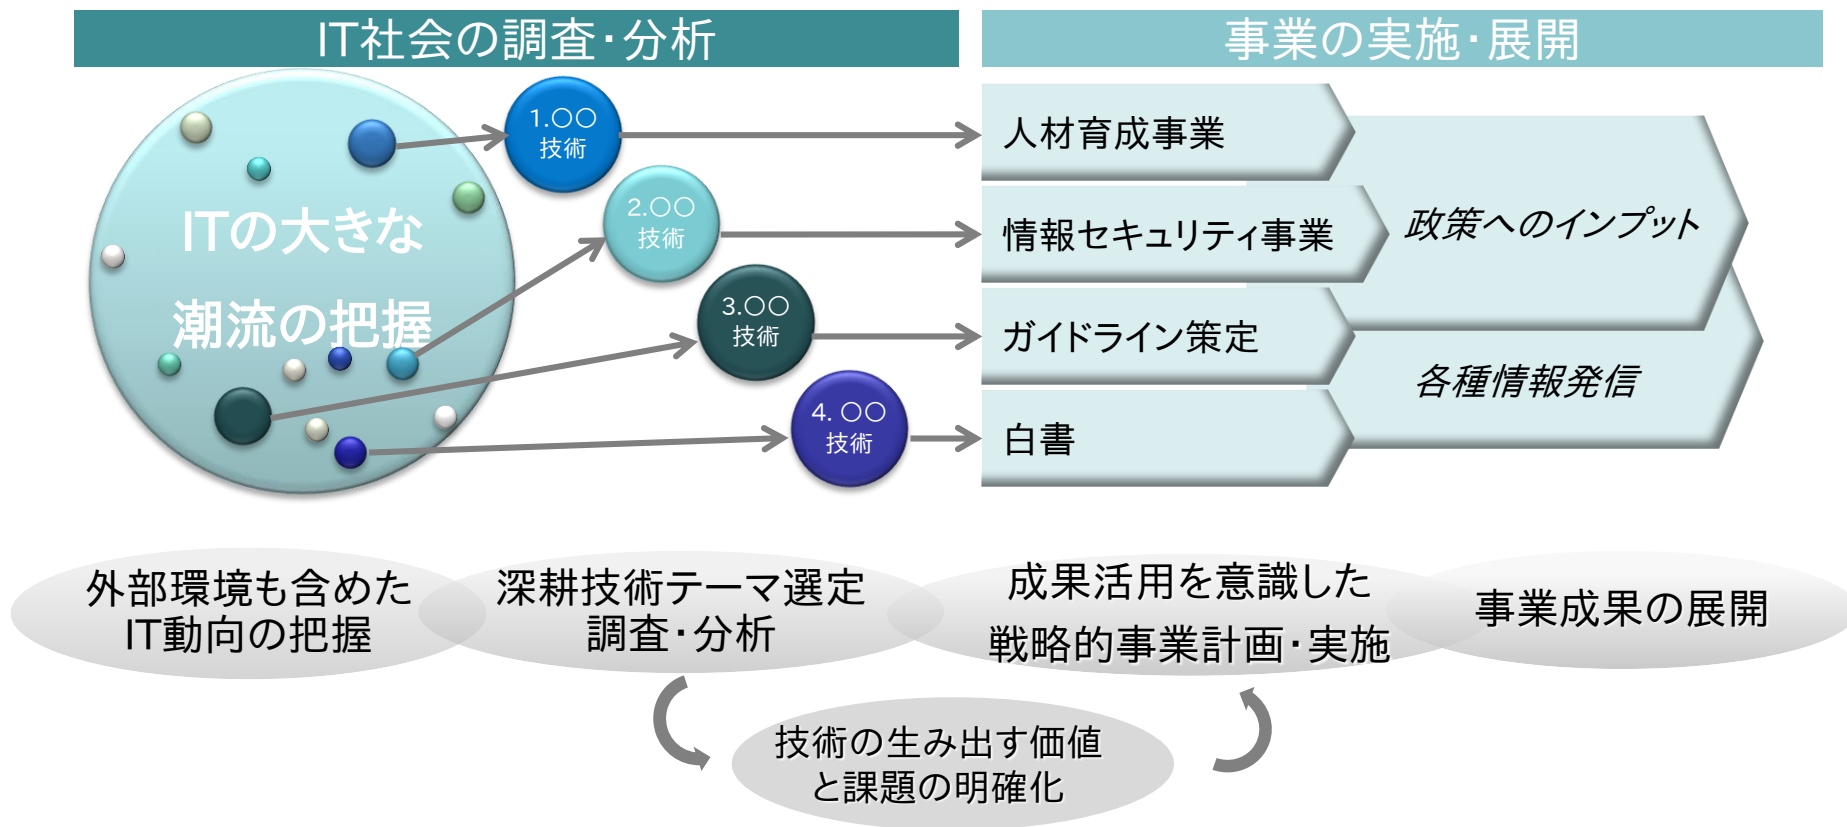 IT社会の調査・分析
事業の実施・展開
ITの大きな
潮流の把握
1.〇〇
技術
2.〇〇
技術
3.〇〇
技術
4. 〇〇
技術
人材育成事業
情報セキュリティ事業
ガイドライン策定
白書
政策へのインプット
各種情報発信
外部環境も含めた
IT動向の把握
深耕技術テーマ選定
調査・分析
成果活用を意識した
戦略的事業計画・実施
事業成果の展開
技術の生み出す価値
と課題の明確化